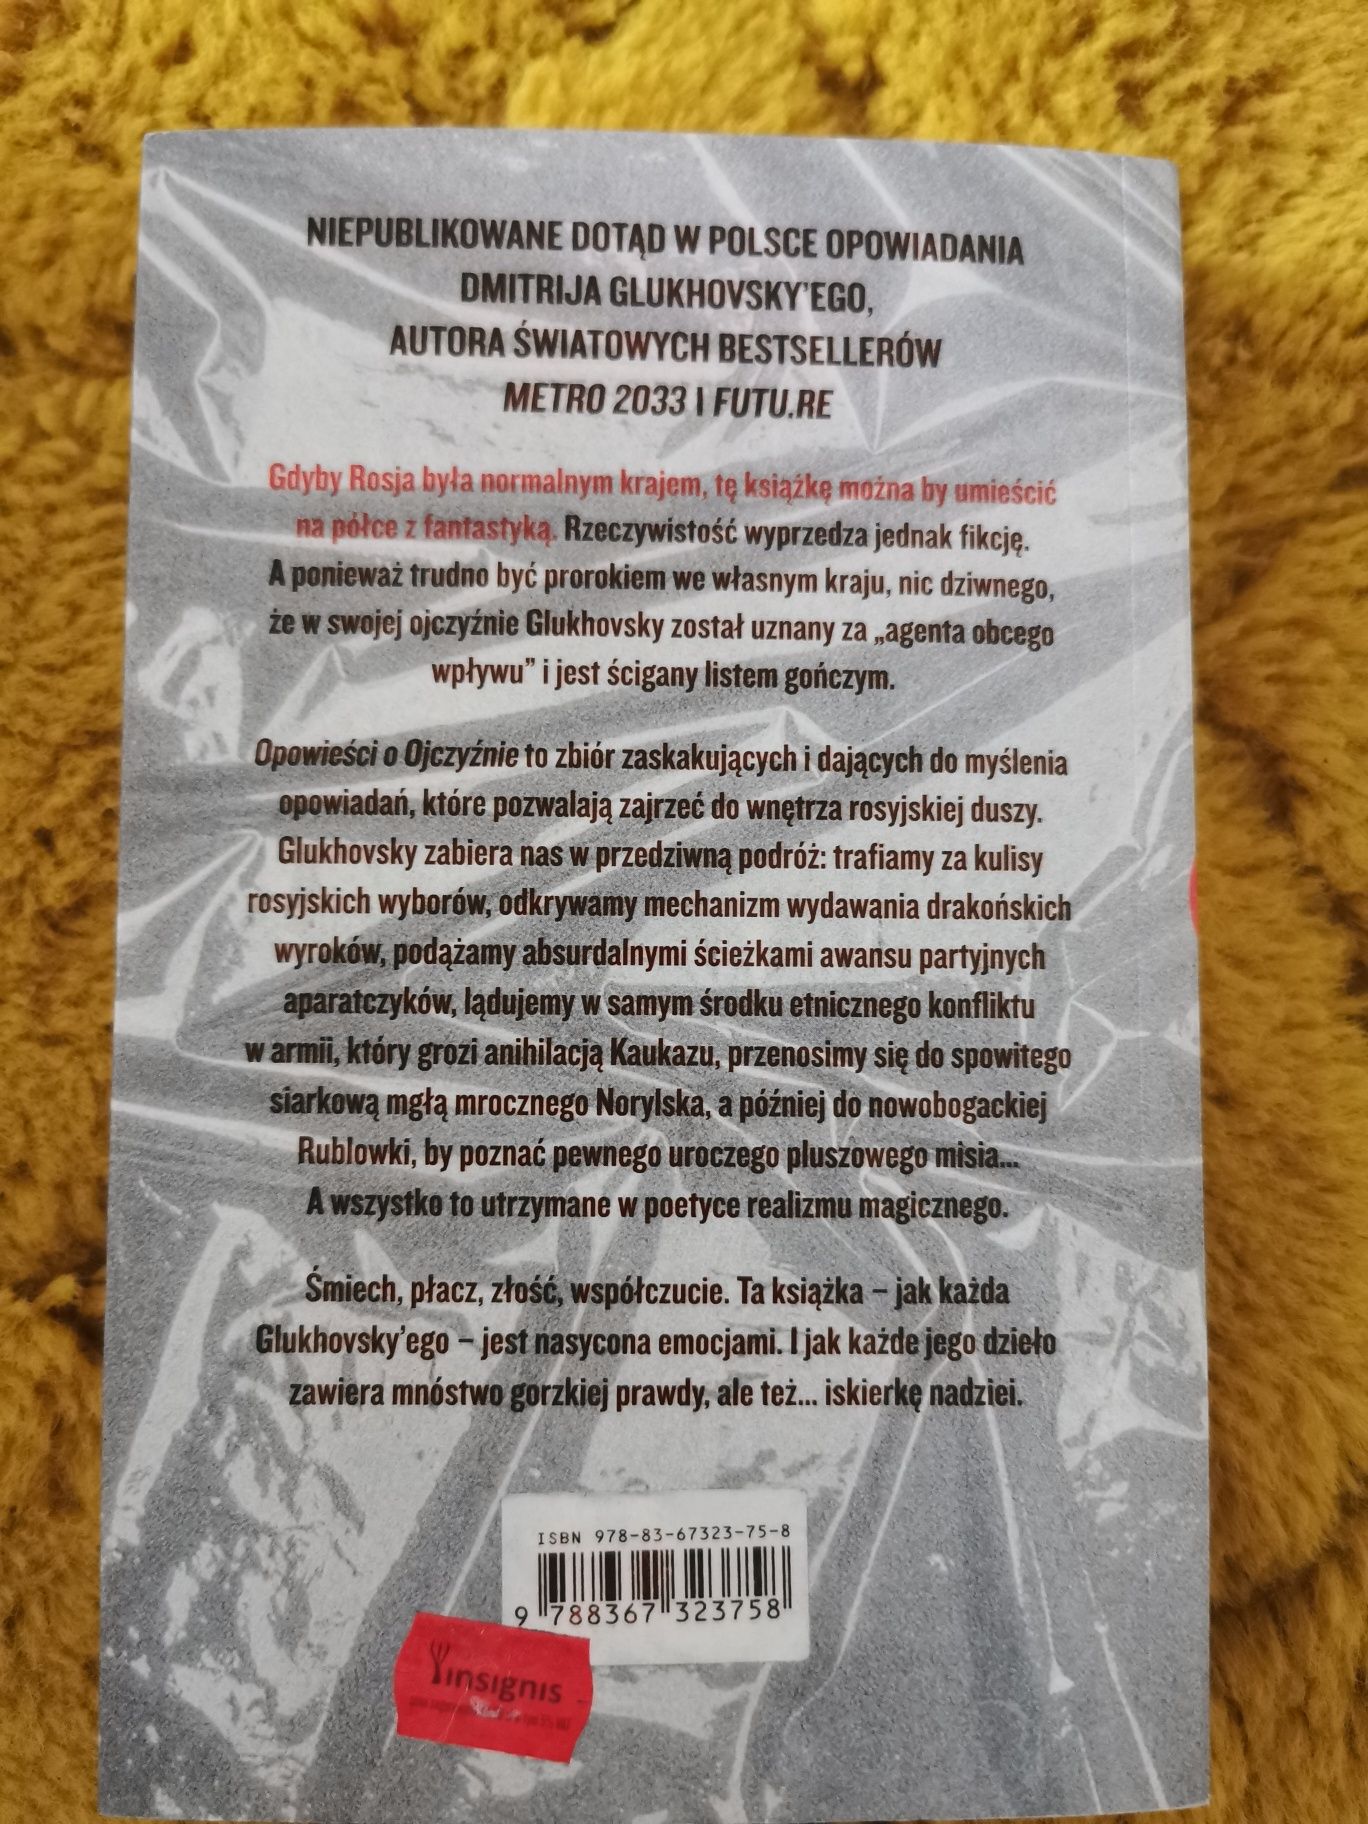 NIEPUBLIKOWANE DOTĄD W POLSCE OPOWIADANIA
DMITRIJA GLUKHOVSKY'EGO,
AUTORA ŚWIATOWYCH BESTSELLERÓW
METRO 2033 I FUTU.RE
Gdyby Rosja była normalnym krajem, tę książkę można by umieścić
na półce z fantastyką. Rzeczywistość wyprzedza jednak fikcję.
A ponieważ trudno być prorokiem we własnym kraju, nic dziwnego,
że w swojej ojczyźnie Glukhovsky został uznany za „agenta obcego
wpływu” i jest ścigany listem gończym.
Opowieści o Ojczyźnie to zbiór zaskakujących i dających do myślenia
opowiadań, które pozwalają zajrzeć do wnętrza rosyjskiej duszy.
Glukhovsky zabiera nas w przedziwną podróż: trafiamy za kulisy
rosyjskich wyborów, odkrywamy mechanizm wydawania drakońskich
wyroków, podążamy absurdalnymi ścieżkami awansu partyjnych
aparatczyków, lądujemy w samym środku etnicznego konfliktu
w armii, który grozi anihilacją Kaukazu, przenosimy się do spowitego
siarkową mgłą mrocznego Norylska, a później do nowobogackiej
Rublowki, by poznać pewnego uroczego pluszowego misia...
A wszystko to utrzymane w poetyce realizmu magicznego.
Śmiech, płacz, złość, współczucie. Ta książka – jak każda
Glukhovsky'ego – jest nasycona emocjami. I jak każde jego dzieło
zawiera mnóstwo gorzkiej prawdy, ale też... iskierkę nadziei.
ISBN 978-83-67323-75-8
9 788367 323758
insignis